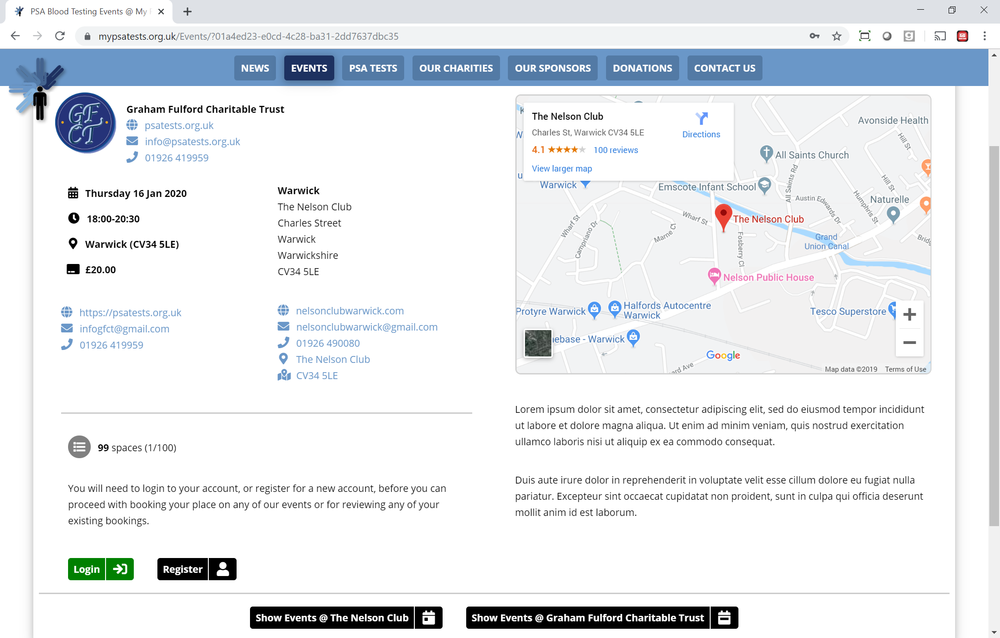 PSA Blood Testing Events @ My
mypsatests.org.uk/Events/?01a4ed23-e0cd-4c28-ba31-2dd7637dbc35
NEWS
EVENTS
PSA TESTS
OUR CHARITIES
OUR SPONSORS
DONATIONS
CONTACT US
GFCT
Graham Fulford Charitable Trust
psatests.org.uk
info@psatests.org.uk
01926 419959
Thursday 16 Jan 2020
18:00-20:30
Warwick (CV34 5LE)
£20.00
Warwick
The Nelson Club
Charles Street
Warwick
Warwickshire
CV34 5LE
https://psatests.org.uk
infogfct@gmail.com
01926 419959
nelsonclubwarwick.com
nelsonclubwarwick@gmail.com
01926 490080
The Nelson Club
CV34 5LE
99 spaces (1/100)
You will need to login to your account, or register for a new account, before you can
proceed with booking your place on any of our events or for reviewing any of your
existing bookings.
Login
Register
The Nelson Club
Charles St, Warwick CV34 5LE
4.1
100 reviews
View larger map
Directions
Avonside Health
Hill St
All Saints Church
All Saints Rd
Warwick
Emscote Infant School
Hill St
Austin Edwards Dr
Humphris St
Naturelle
Wharf St
The Nelson Club
Wharf St
Campriano Dr
Marne Cl
Fosberry Cl
Grand
Union Canal
Bridg
Nelson Public House
Protyre Warwick
Halfords Autocentre
Warwick
Tesco Superstore
ebase - Warwick
Google
ard Ave
Map data ©2019
Terms of Use
Lorem ipsum dolor sit amet, consectetur adipiscing elit, sed do eiusmod tempor incididunt
ut labore et dolore magna aliqua. Ut enim ad minim veniam, quis nostrud exercitation
ullamco laboris nisi ut aliquip ex ea commodo consequat.
Duis aute irure dolor in reprehenderit in voluptate velit esse cillum dolore eu fugiat nulla
pariatur. Excepteur sint occaecat cupidatat non proident, sunt in culpa qui officia deserunt
mollit anim id est laborum.
Show Events @ The Nelson Club
Show Events @ Graham Fulford Charitable Trust